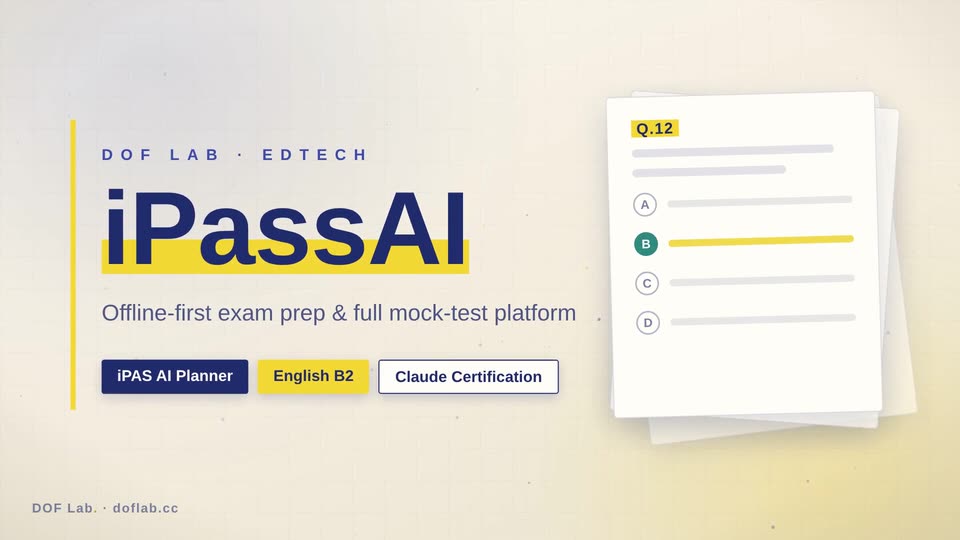 DOF LAB · EDTECH
iPassAI
Offline-first exam prep & full mock-test platform
iPAS AI Planner
English B2
Claude Certification
Q.12
A
B
C
D
DOF Lab. · doflab.cc